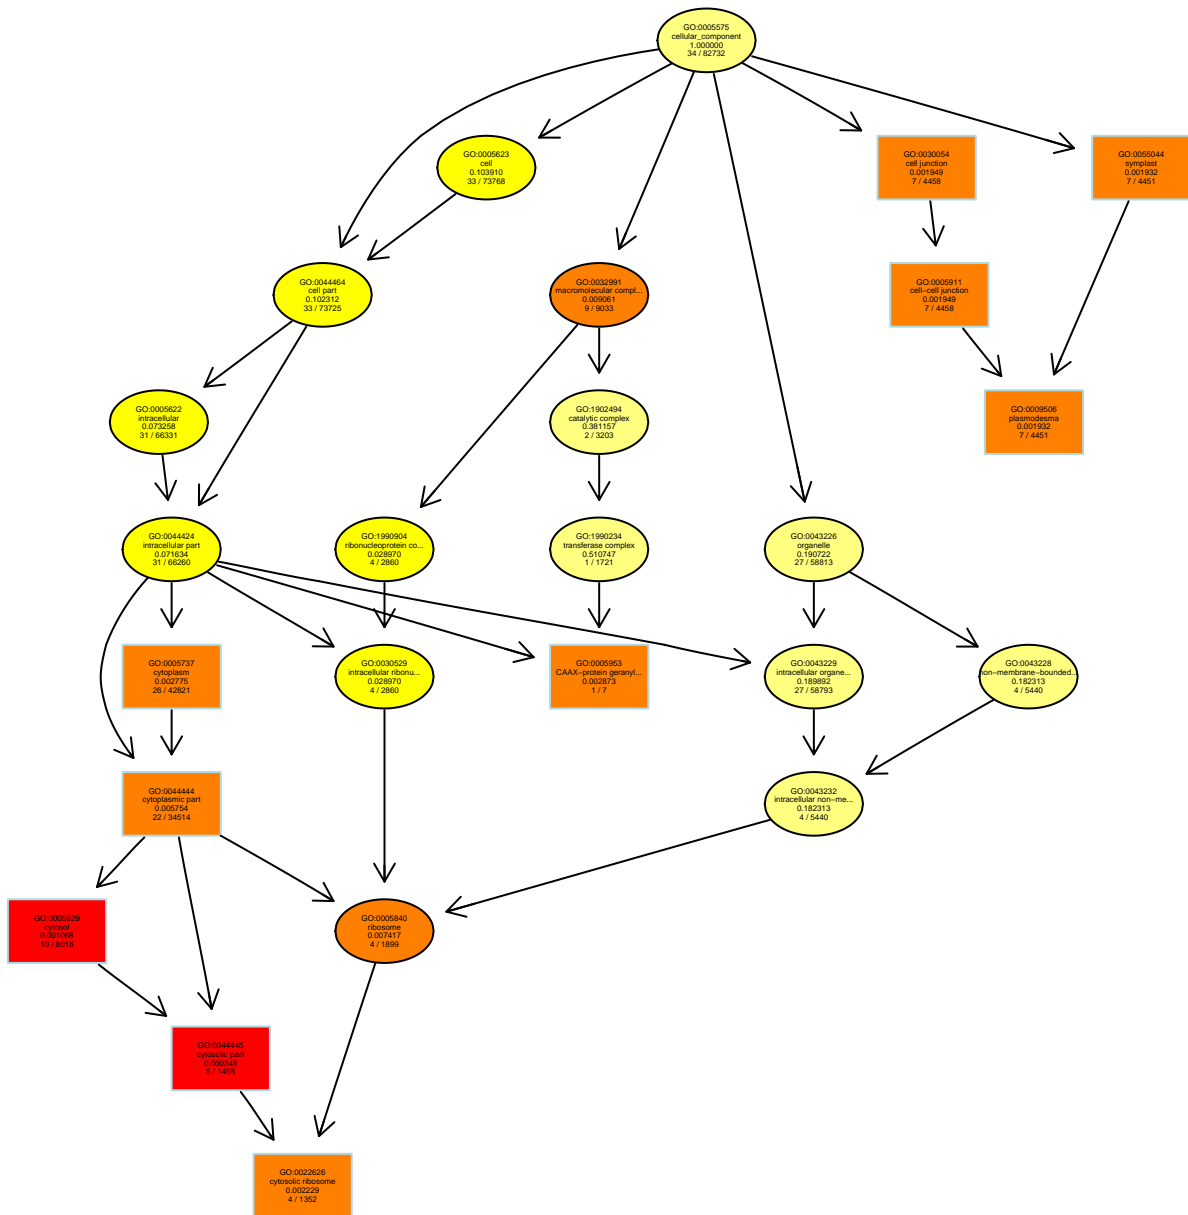 GO:0005575
cellular_component
1.000000
34 / 82732
GO:0005623
cell
0.103910
33 / 73768
GO:0030054
cell junction
0.001949
7 / 4458
GO:0055044
symplast
0.001932
7 / 4451
GO:0044464
cell part
0.102312
33 / 73725
GO:0032991
macromolecular compl...
0.009061
9 / 9033
GO:0005911
cell−cell junction
0.001949
7 / 4458
GO:0005622
intracellular
0.073258
31 / 66331
GO:1902494
catalytic complex
0.381157
2 / 3203
GO:0009506
plasmodesma
0.001932
7 / 4451
GO:0044424
intracellular part
0.071634
31 / 66260
GO:1990904
ribonucleoprotein co...
0.028970
4 / 2860
GO:1990234
transferase complex
0.510747
1 / 1721
GO:0043226
organelle
0.190722
27 / 58813
GO:0005737
cytoplasm
0.002775
26 / 42821
GO:0030529
intracellular ribonu...
0.028970
4 / 2860
GO:0005953
CAAX−protein geranyl...
0.002873
1 / 7
GO:0043229
intracellular organe...
0.189892
27 / 58793
GO:0043228
non−membrane−bounded...
0.182313
4 / 5440
GO:0044444
cytoplasmic part
0.005754
22 / 34514
GO:0043232
intracellular non−me...
0.182313
4 / 5440
GO:0005829
cytosol
0.001068
10 / 8016
GO:0005840
ribosome
0.007417
4 / 1899
GO:0044445
cytosolic part
0.000348
5 / 1498
GO:0022626
cytosolic ribosome
0.002229
4 / 1352